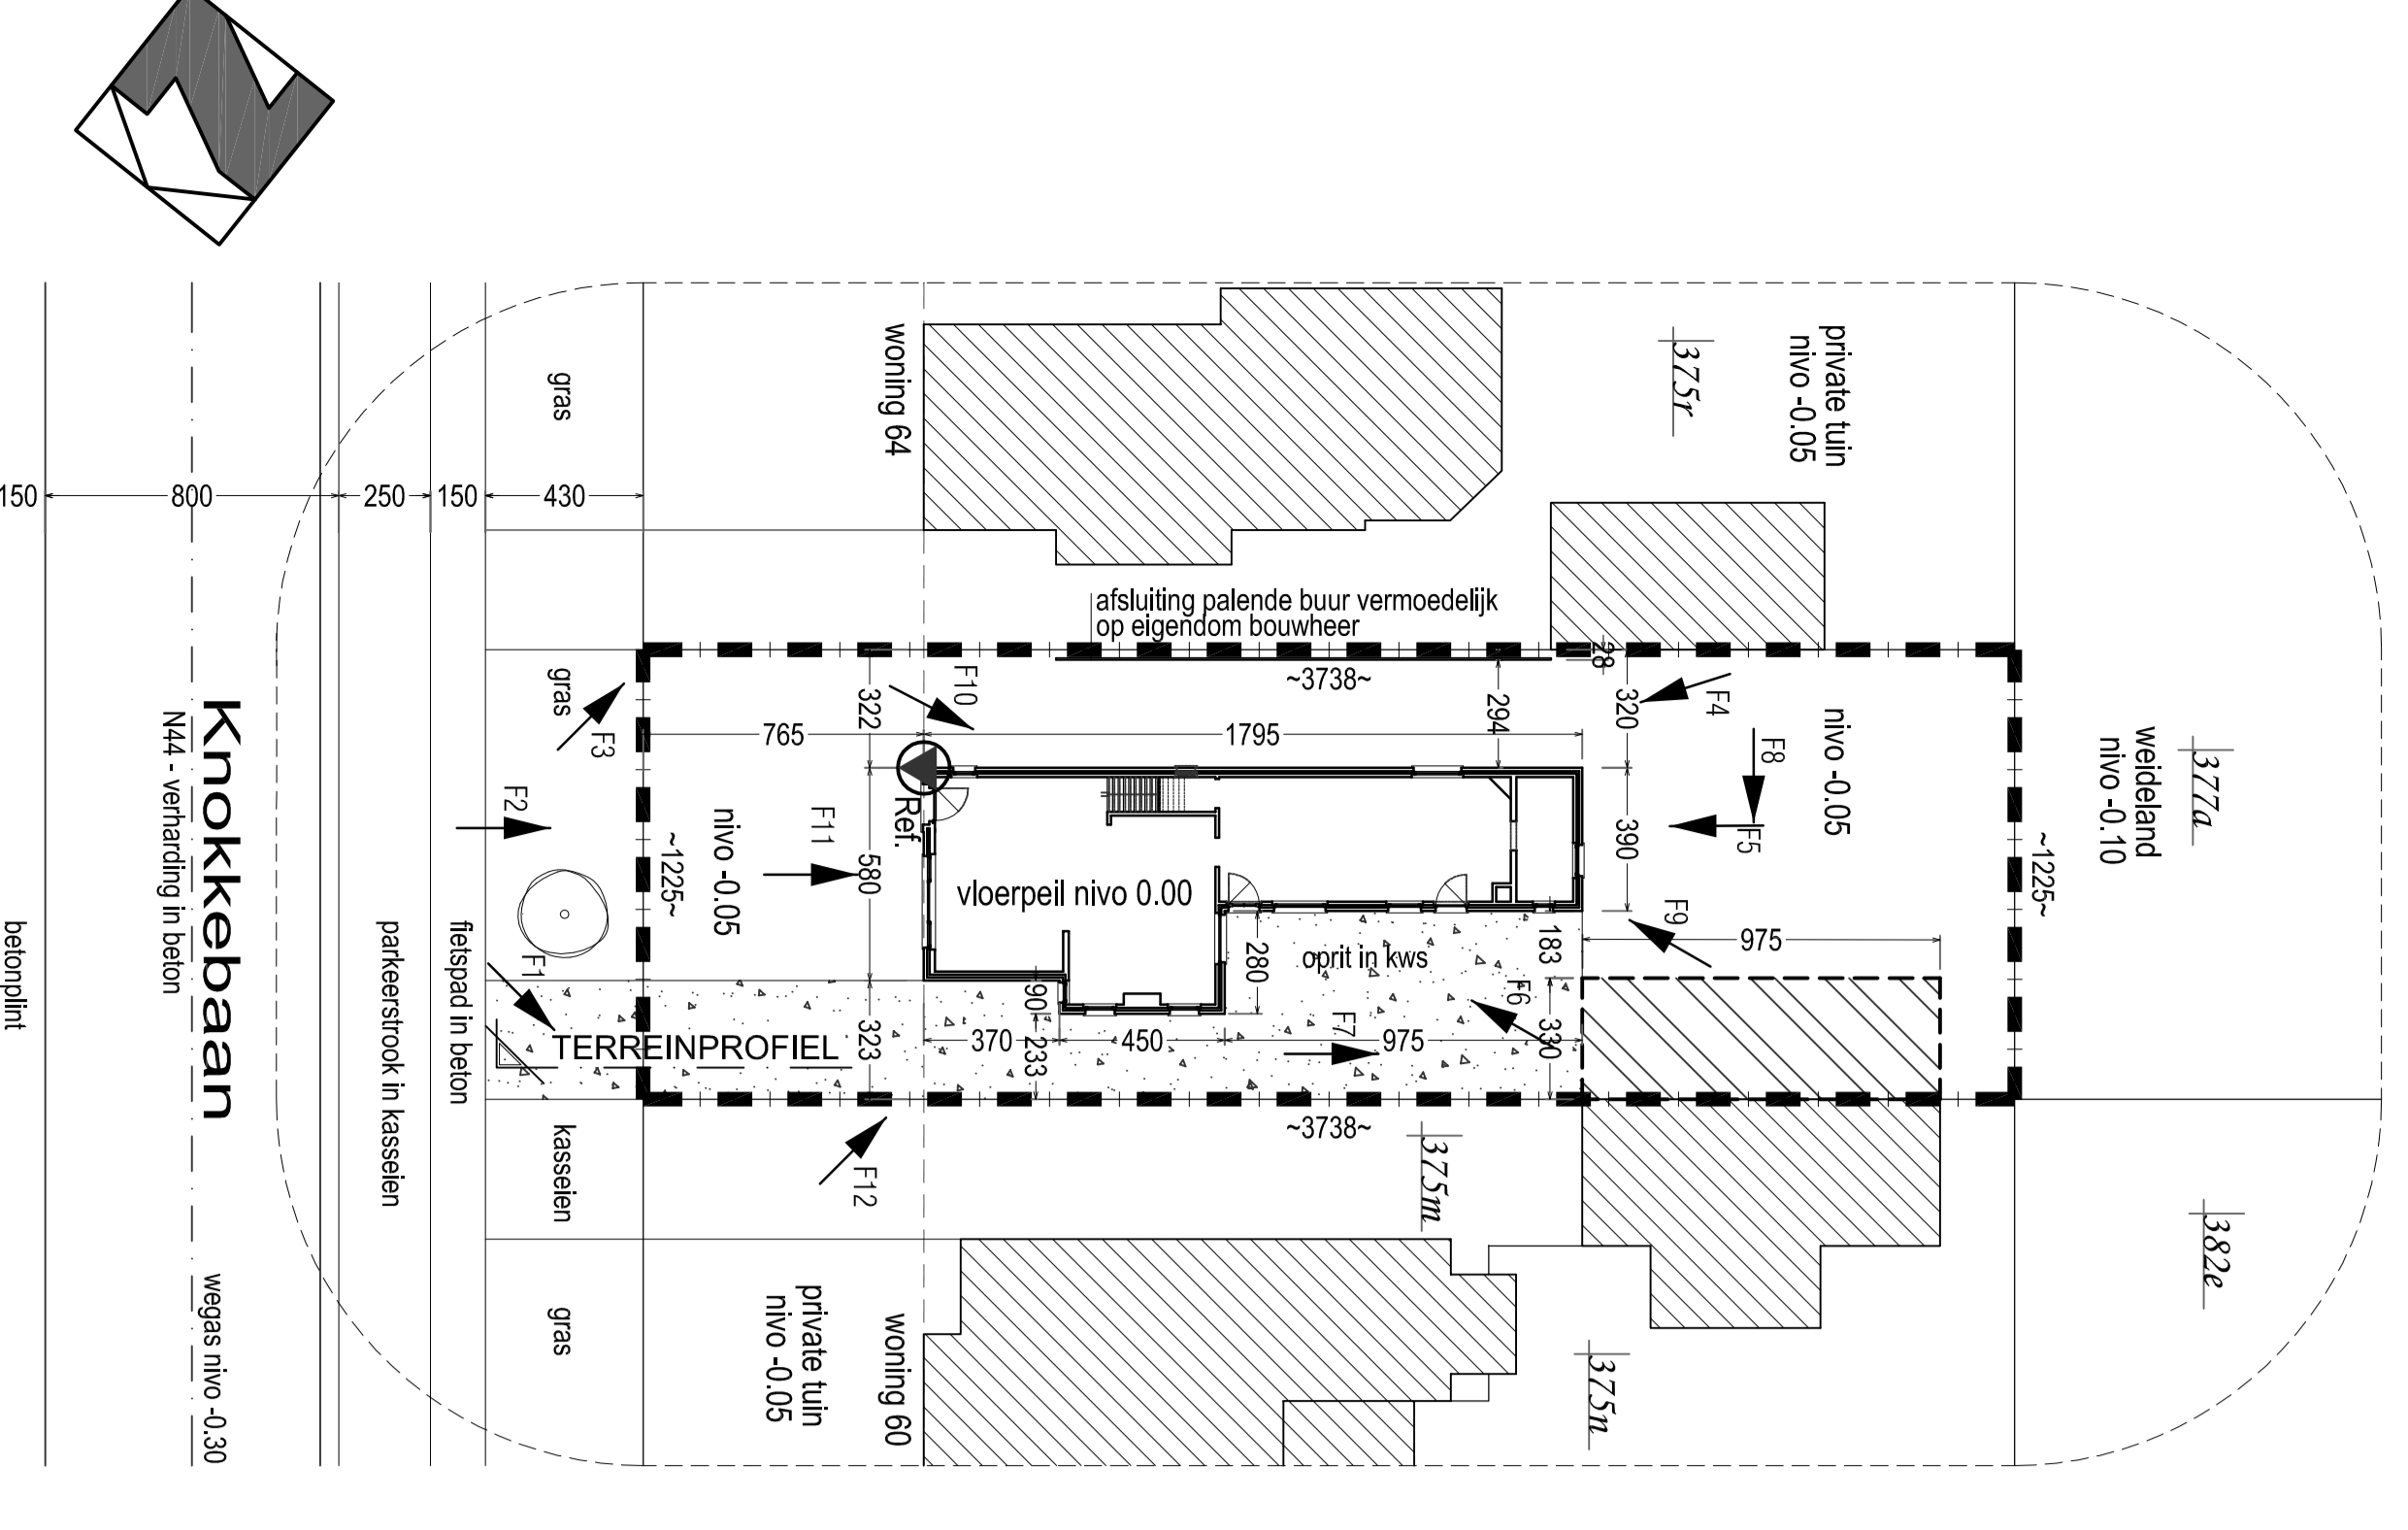 150
800
250
150
430
betonplint
Knokkebaan
N44 - verharding in beton
wegas nivo -0.30
parkeerstrook in kasseien
fietspad in beton
gras
gras
kasseien
gras
woning 64
375r
private tuin
nivo -0.05
afsluiting palende buur vermoedelijk
op eigendom bouwheer
~3738~
28
322
765
1795
294
320
F10
F4
F3
F8
nivo -0.05
weideland
nivo -0.10
377a
F2
F11
nivo -0.05
~1225~
580
Ref.
vloerpeil nivo 0.00
390
F5
~1225~
F9
975
F1
280
oprit in kws
183
90
F6
330
TERREINPROFIEL
323
370
233
450
F7
975
~3738~
F12
375m
382e
private tuin
nivo -0.05
woning 60
375n